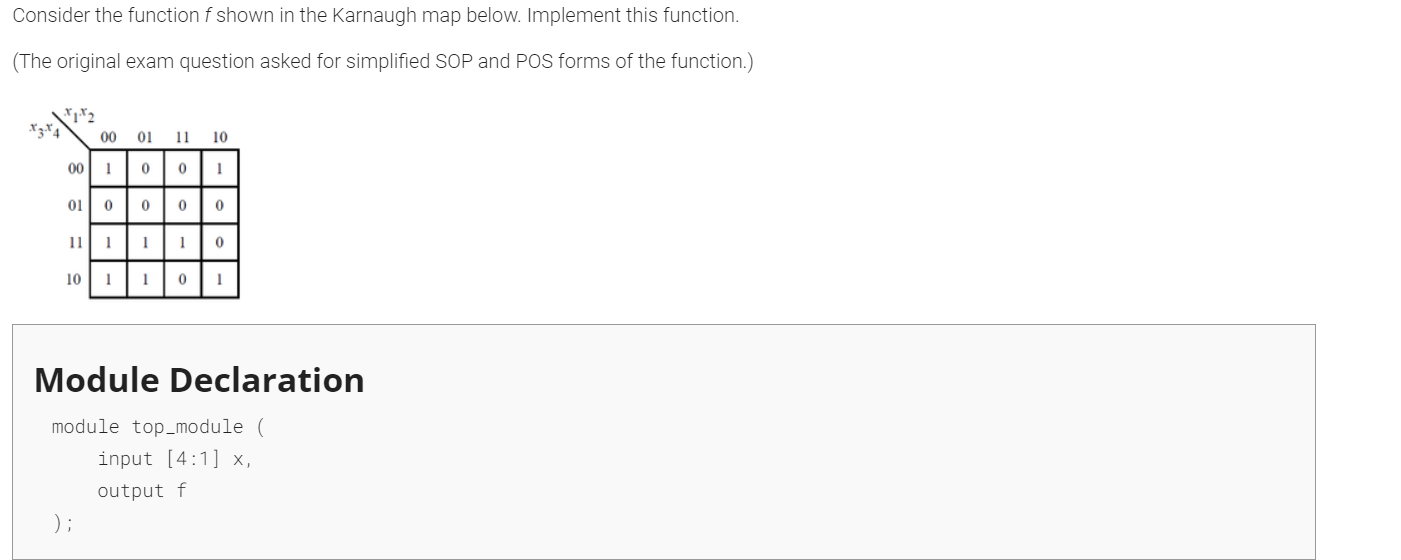 Consider the function f shown in the Karnaugh map below. Implement this function.
(The original exam question asked for simplified SOP and POS forms of the function.)
x₁x₂
x₃x₄
00 01 11 10
00 1 0 0 1
01 0 0 0 0
11 1 1 1 0
10 1 1 0 1
Module Declaration
module top_module (
input [4:1] x,
output f
);